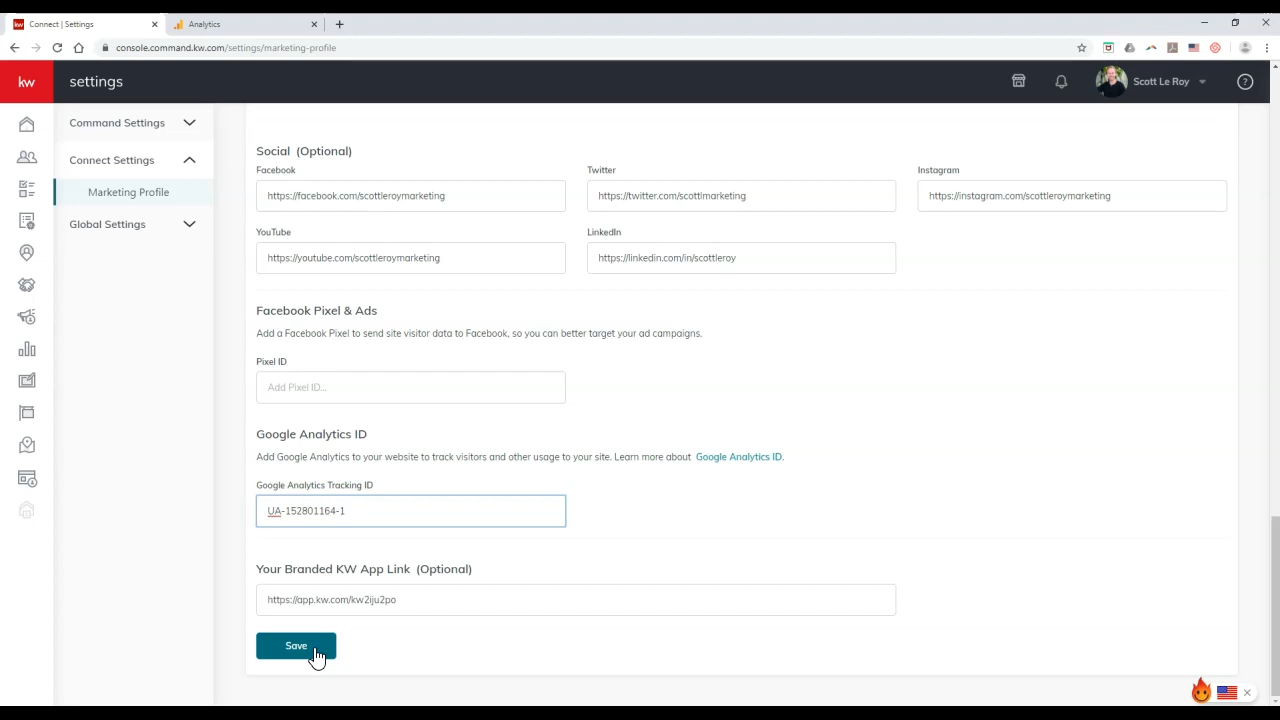 Connect | Settings
Analytics
console.command.kw.com/settings/marketing-profile
kw
settings
Scott Le Roy
Command Settings
Connect Settings
Marketing Profile
Global Settings
Social (Optional)
Facebook
Twitter
Instagram
https://facebook.com/scottleroymarketing
https://twitter.com/scottlmarketing
https://instagram.com/scottleroymarketing
YouTube
LinkedIn
https://youtube.com/scottleroymarketing
https://linkedin.com/in/scottleroy
Facebook Pixel & Ads
Add a Facebook Pixel to send site visitor data to Facebook, so you can better target your ad campaigns.
Pixel ID
Add Pixel ID...
Google Analytics ID
Add Google Analytics to your website to track visitors and other usage to your site. Learn more about Google Analytics ID.
Google Analytics Tracking ID
UA-152801164-1
Your Branded KW App Link (Optional)
https://app.kw.com/kw2iju2po
Save